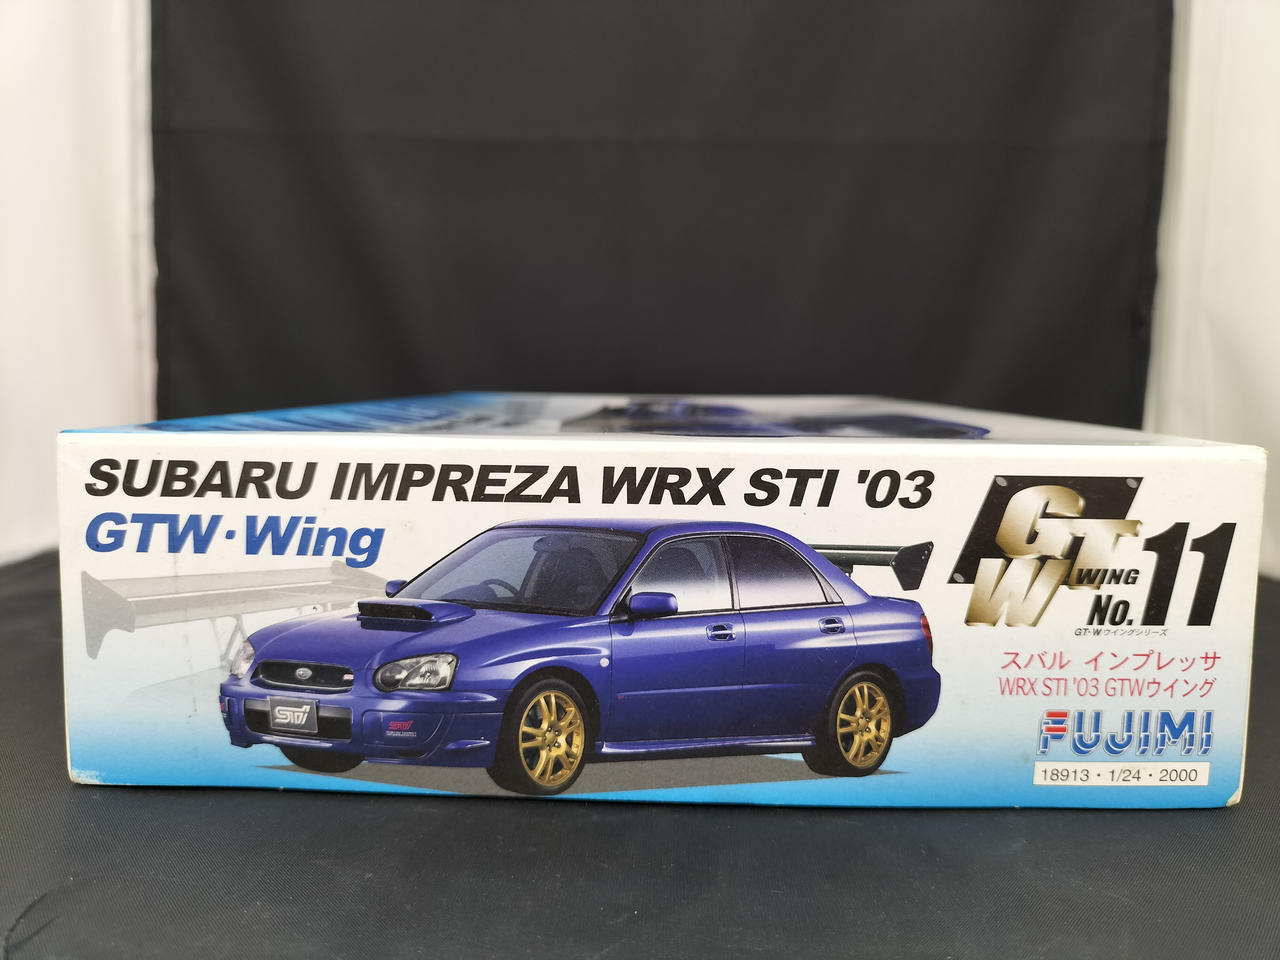 SUBARU IMPREZA WRX STI '03
GTW・Wing
GT
W WING
No. 11
GT・Wウイングシリーズ
スバル インプレッサ
WRX STI '03 GTWウイング
FUJIMI
18913・1/24・2000
STi
STi